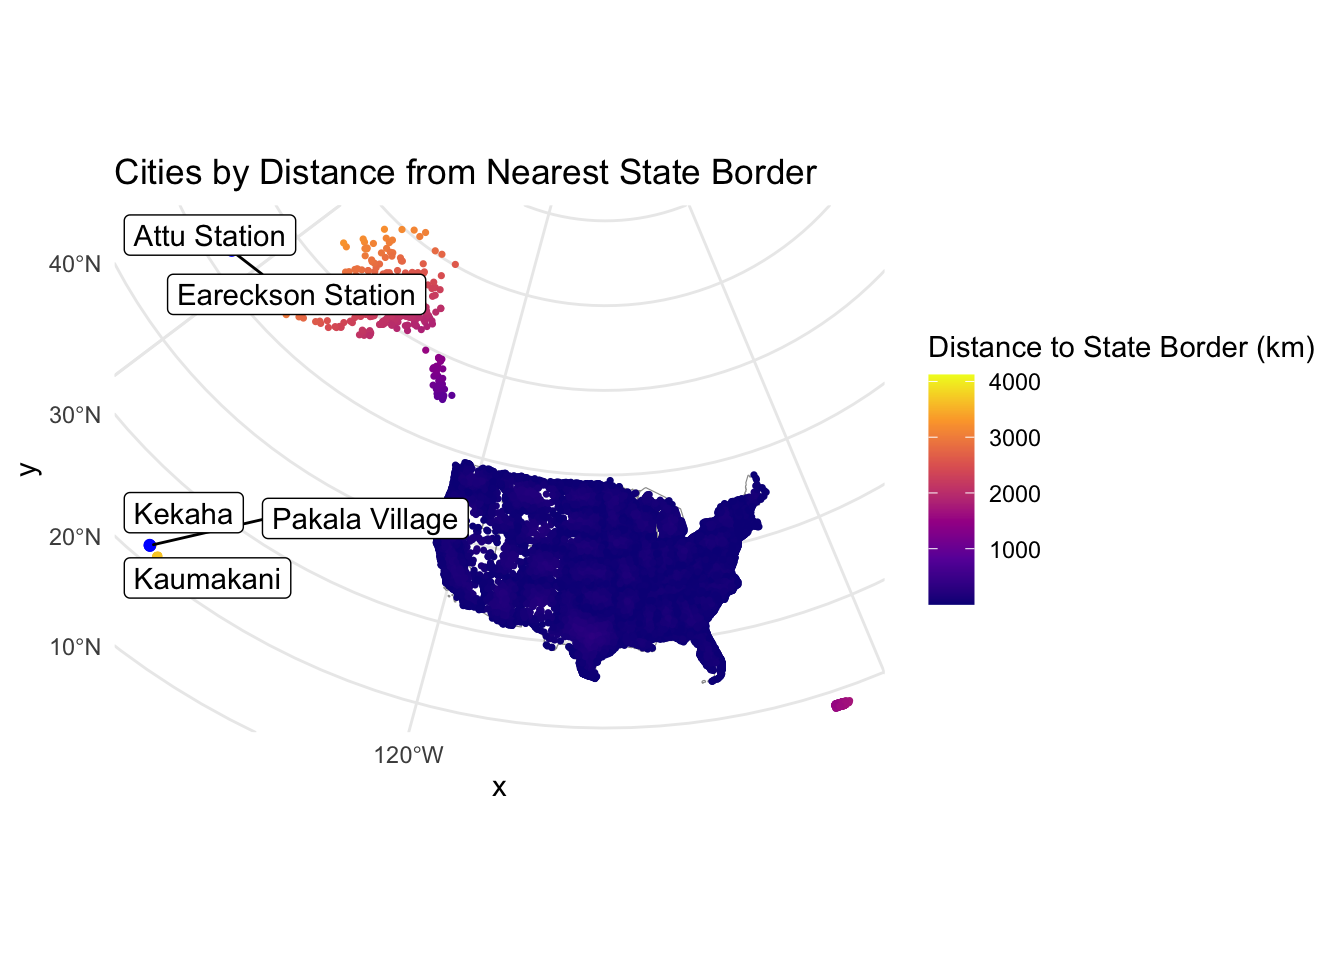 Cities by Distance from Nearest State Border
Attu Station
40°N
Eareckson Station
Distance to State Border (km)
4000
3000
2000
1000
30°N
y
Kekaha
Pakala Village
20°N
Kaumakani
10°N
120°W
x